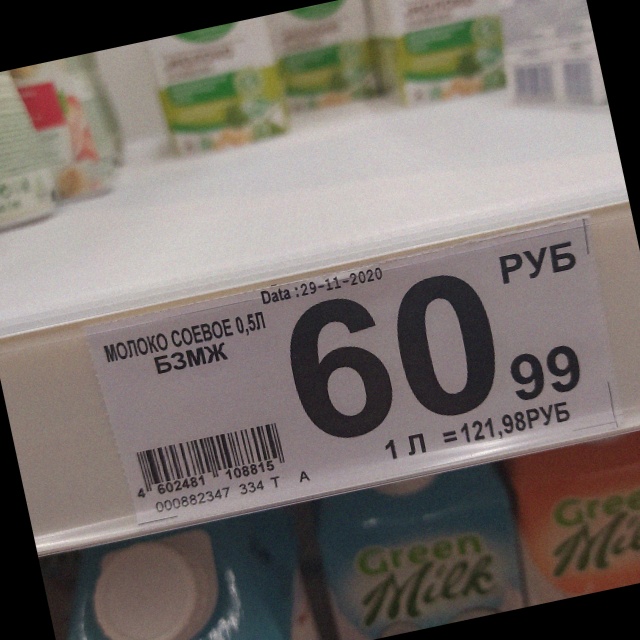 Data :29-11-2020
МОЛОКО СОЕВОЕ 0,5Л
БЗМЖ
60 99
РУБ
1 Л =121,98РУБ
4 602481 108815
000882347 334 T A
Green
Milk
Green
Milk